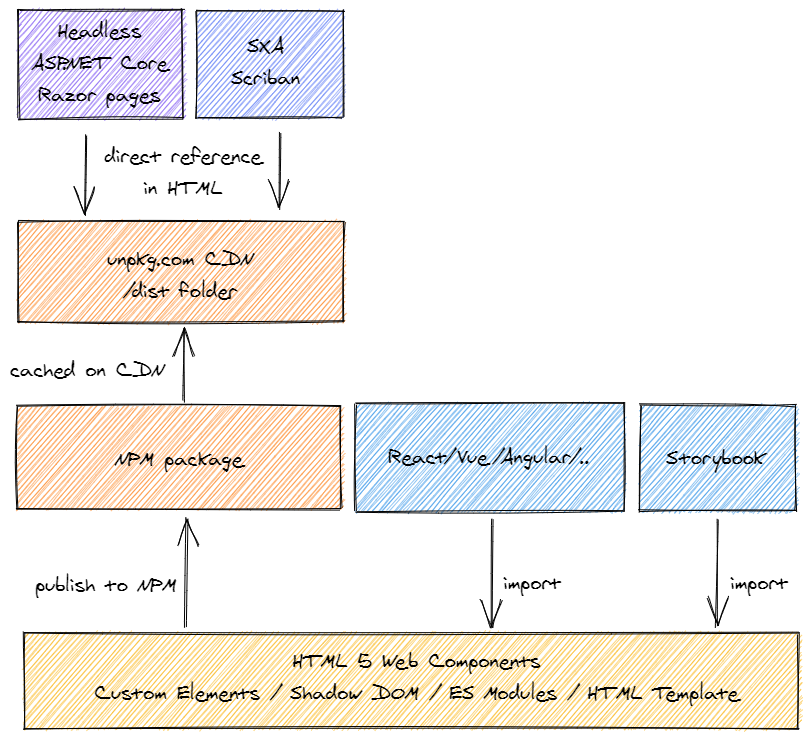 Headless
ASP.NET Core
Razor pages
SXA
Scriban
direct reference
in HTML
unpkg.com CDN
/dist folder
cached on CDN
NPM package
React/Vue/Angular/..
Storybook
publish to NPM
import
import
HTML 5 Web Components
Custom Elements / Shadow DOM / ES Modules / HTML Template